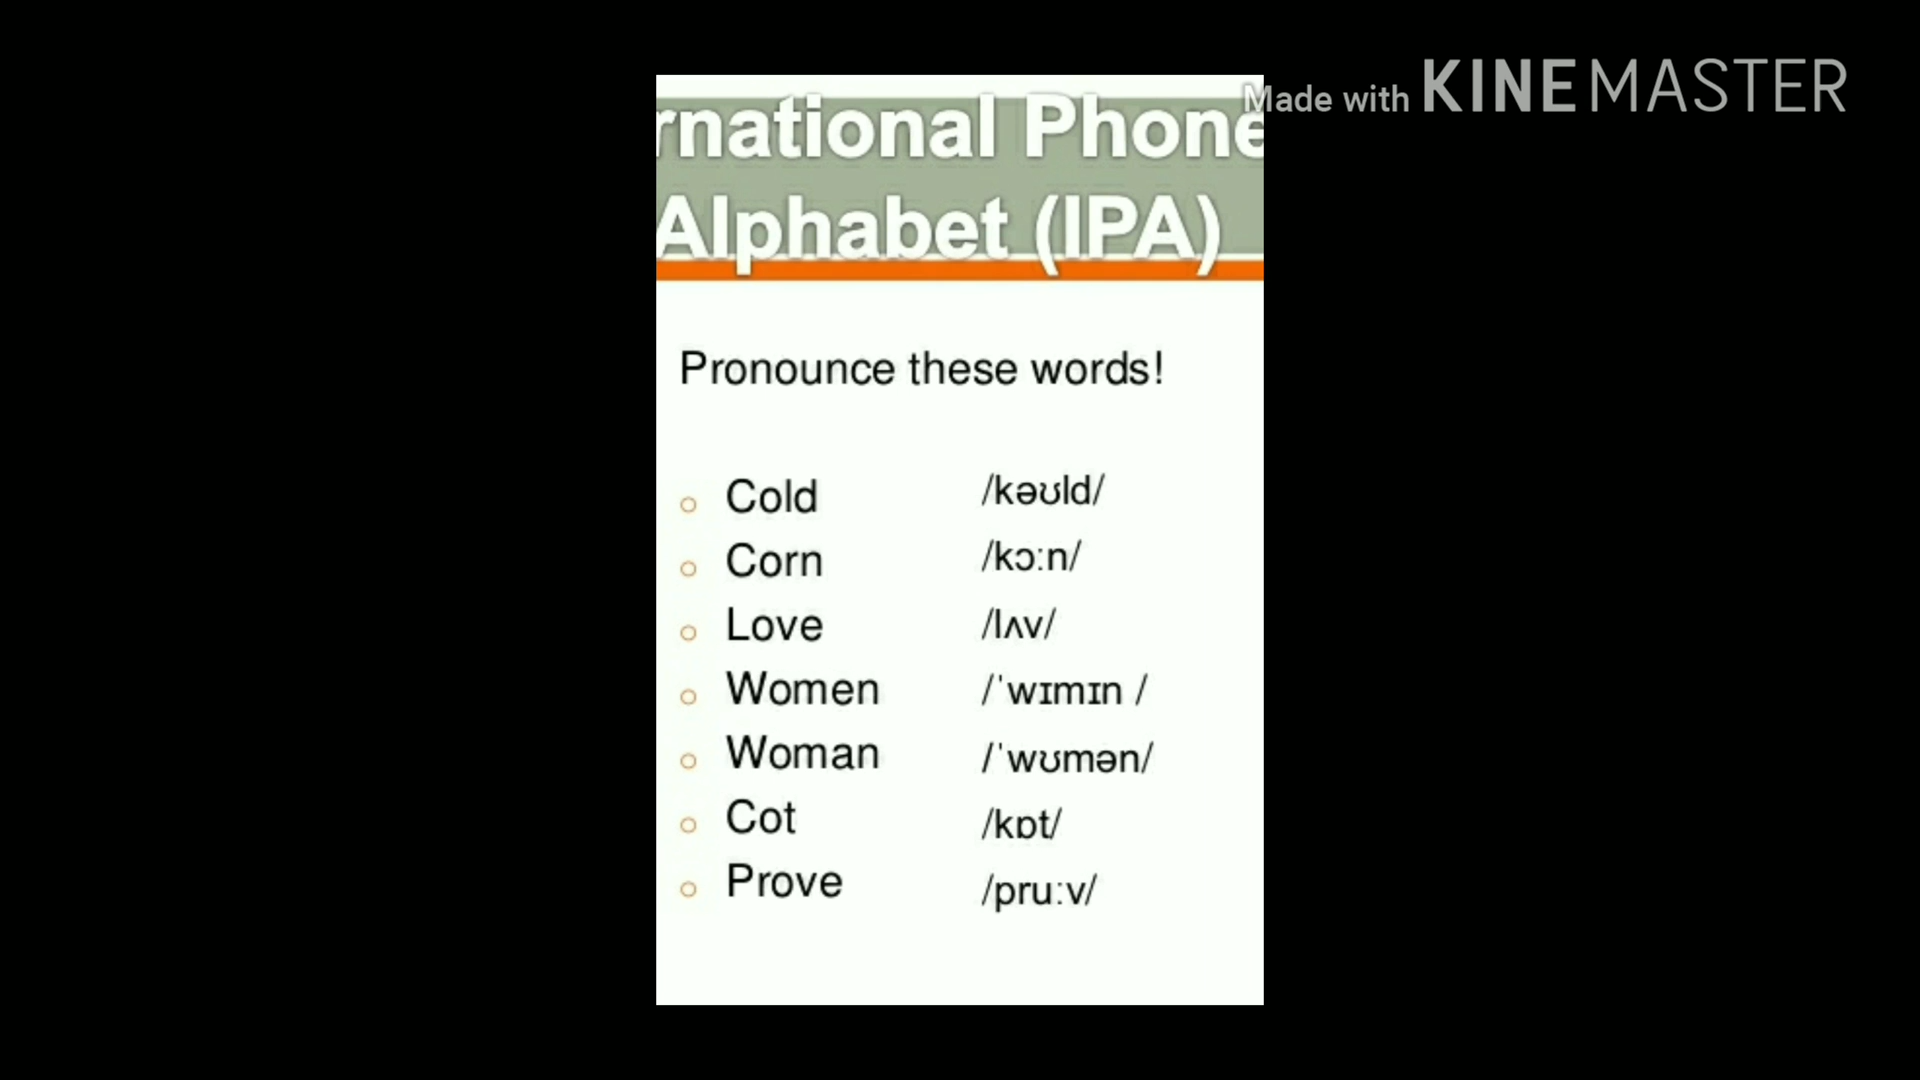 Made with KINEMASTER
rnational Phone
Alphabet (IPA)
Pronounce these words!
Cold /kəʊld/
Corn /kɔːn/
Love /lʌv/
Women /ˈwɪmɪn /
Woman /ˈwʊmən/
Cot /kɒt/
Prove /pruːv/